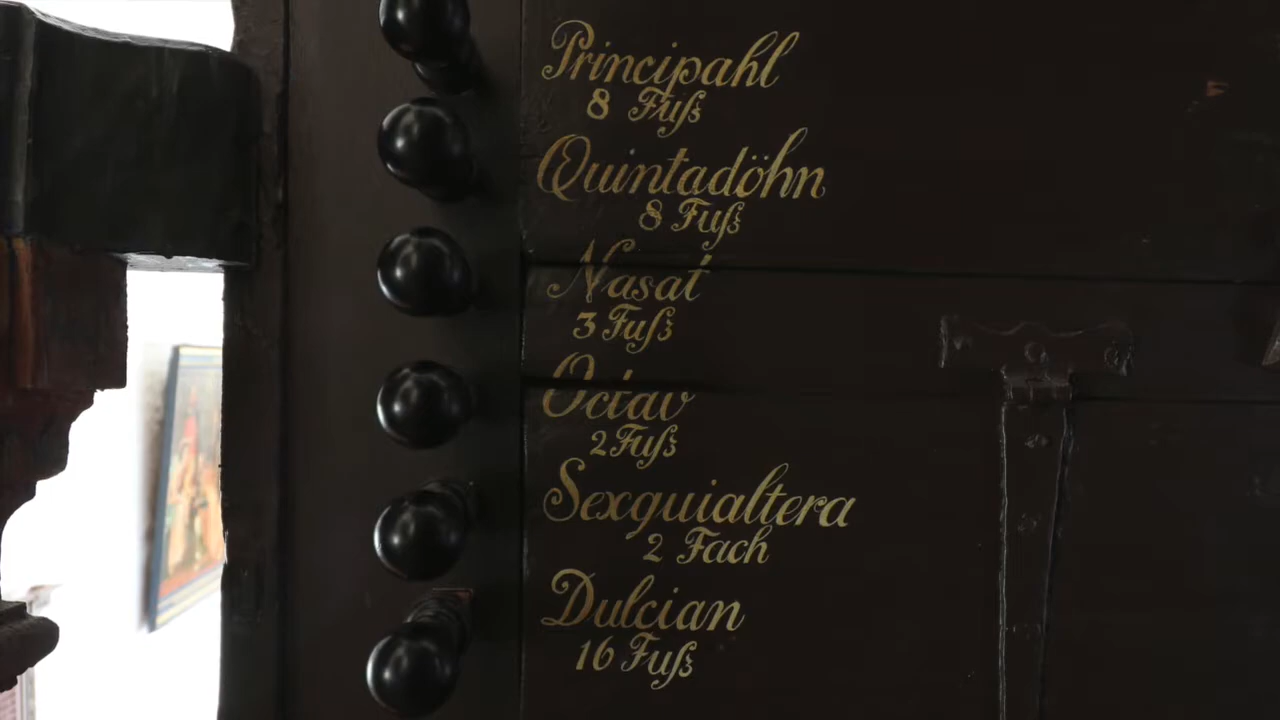 Principahl
8 Fuß
Quintadöhn
8 Fuß
Nasat
3 Fuß
Octav
2 Fuß
Sexquialtera
2 Fach
Dulcian
16 Fuß